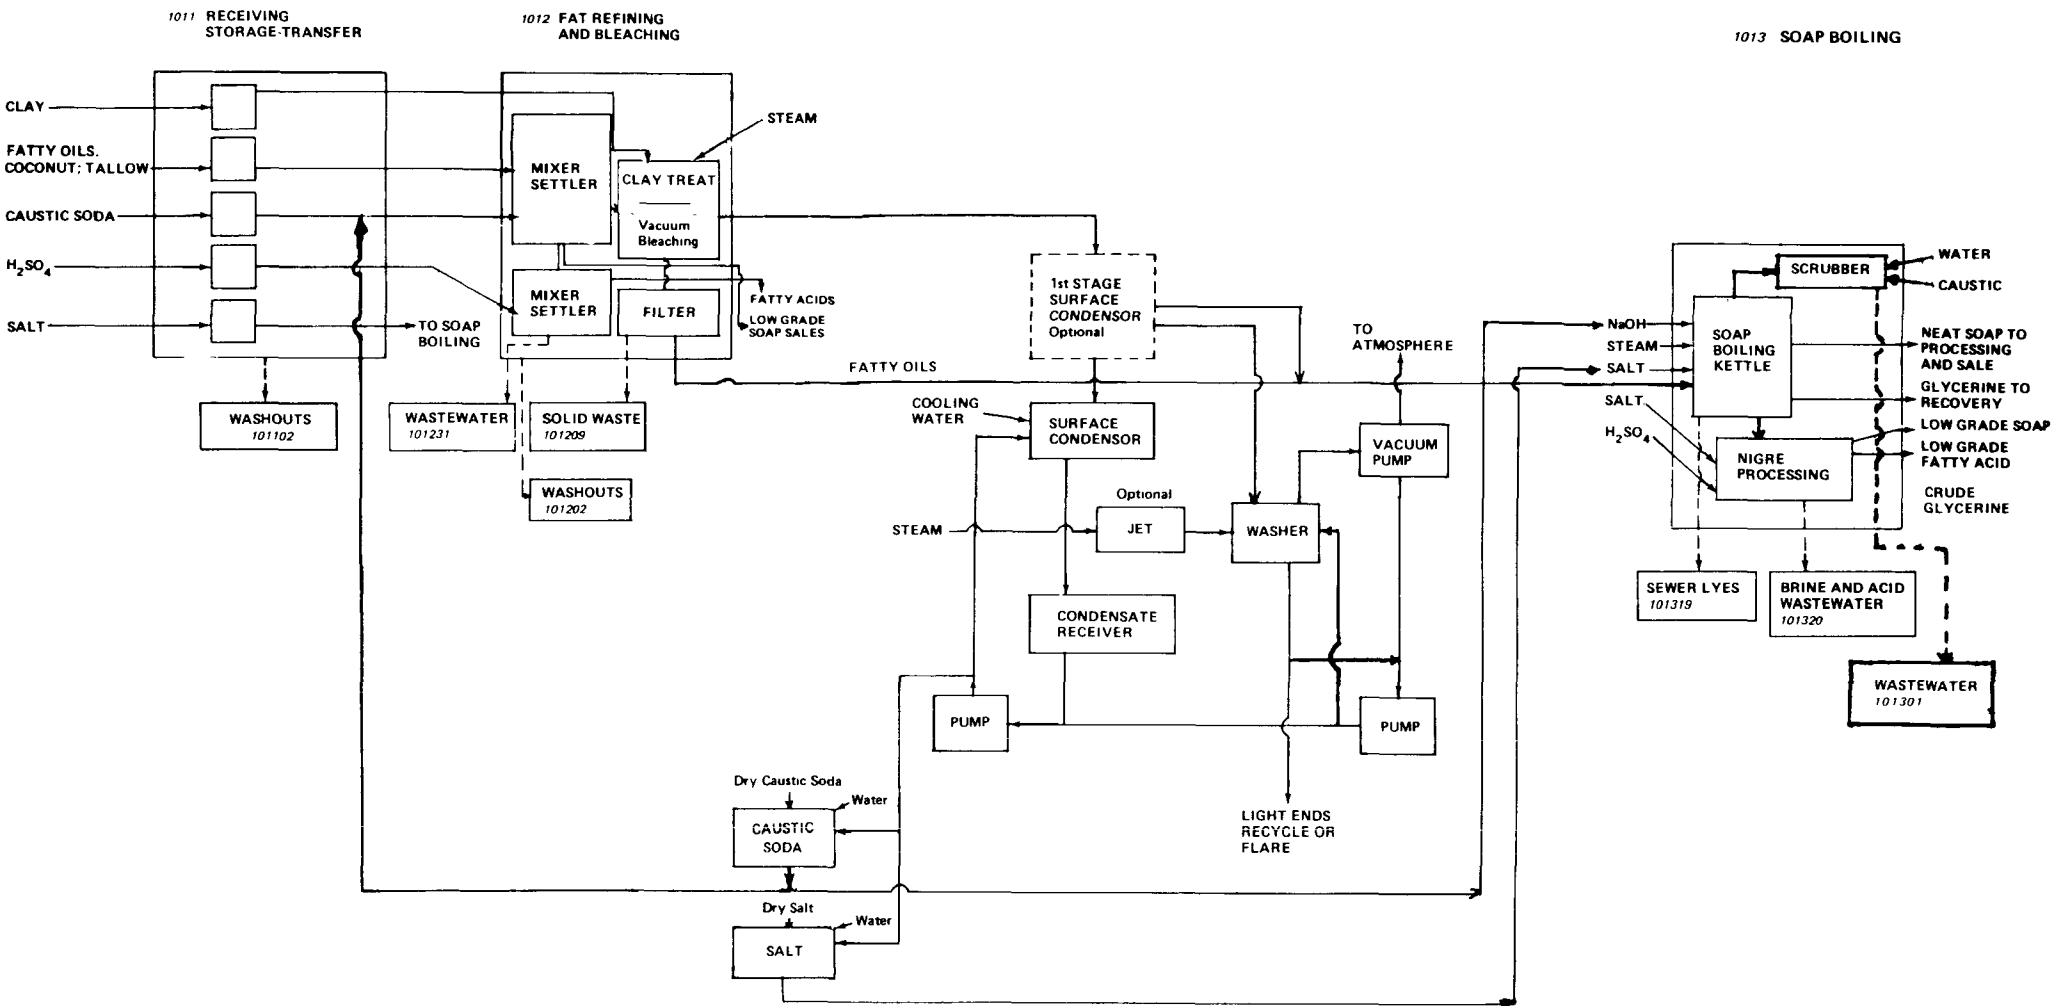 1011 RECEIVING
STORAGE-TRANSFER
1012 FAT REFINING
AND BLEACHING
1013 SOAP BOILING
CLAY
FATTY OILS.
COCONUT; TALLOW
CAUSTIC SODA
H2SO4
SALT
TO SOAP
BOILING
WASHOUTS
101102
MIXER
SETTLER
STEAM
CLAY TREAT
Vacuum
Bleaching
MIXER
SETTLER
FILTER
FATTY ACIDS
LOW GRADE
SOAP SALES
WASTEWATER
101231
SOLID WASTE
101209
WASHOUTS
101202
FATTY OILS
1st STAGE
SURFACE
CONDENSOR
Optional
COOLING
WATER
SURFACE
CONDENSOR
TO
ATMOSPHERE
VACUUM
PUMP
Optional
STEAM
JET
WASHER
CONDENSATE
RECEIVER
PUMP
PUMP
LIGHT ENDS
RECYCLE OR
FLARE
Dry Caustic Soda
Water
CAUSTIC
SODA
Dry Salt
Water
SALT
SCRUBBER
WATER
CAUSTIC
NaOH
STEAM
SALT
SALT
H2SO4
SOAP
BOILING
KETTLE
NIGRE
PROCESSING
NEAT SOAP TO
PROCESSING
AND SALE
GLYCERINE TO
RECOVERY
LOW GRADE SOAP
LOW GRADE
FATTY ACID
CRUDE
GLYCERINE
SEWER LYES
101319
BRINE AND ACID
WASTEWATER
101320
WASTEWATER
101301